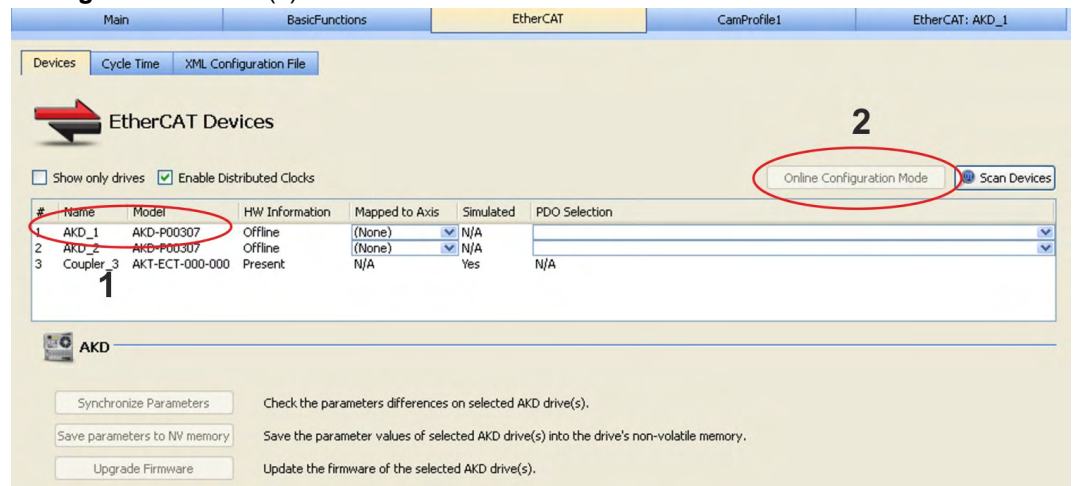 Main BasicFunctions EtherCAT CamProfile1 EtherCAT: AKD_1
Devices Cycle Time XML Configuration File
EtherCAT Devices
2
Show only drives Enable Distributed Clocks Online Configuration Mode Scan Devices
# Name Model HW Information Mapped to Axis Simulated PDO Selection
1 AKD_1 AKD-P00307 Offline (None) N/A
2 AKD_2 AKD-P00307 Offline (None) N/A
3 Coupler_3 AKT-ECT-000-000 Present N/A Yes N/A
1
AKD
Synchronize Parameters Check the parameters differences on selected AKD drive(s).
Save parameters to NV memory Save the parameter values of selected AKD drive(s) into the drive's non-volatile memory.
Upgrade Firmware Update the firmware of the selected AKD drive(s).